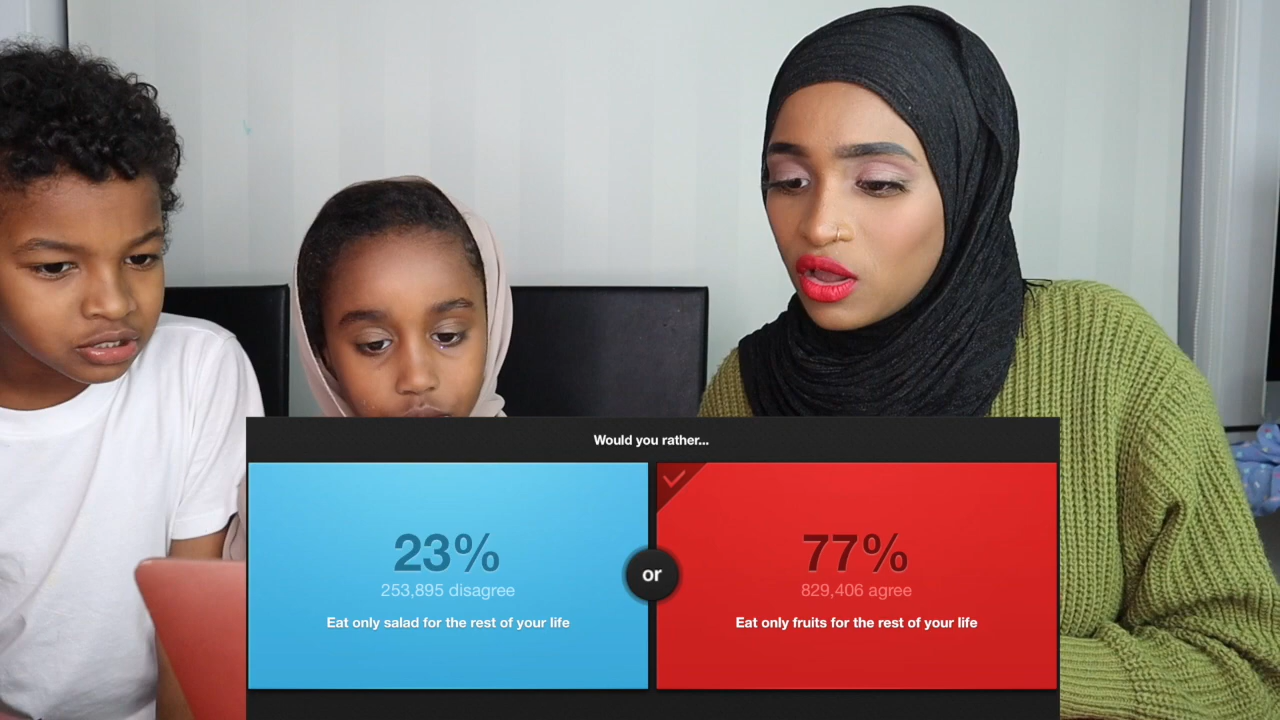 Would you rather...
23%
253,895 disagree
Eat only salad for the rest of your life
or
77%
829,406 agree
Eat only fruits for the rest of your life